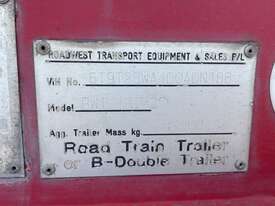 ROADWEST TRANSPORT EQUIPMENT & SALES P/L
VIN No.
Model
Agg. Trailer Mass kg.
Road Train Trailer
or B-Double Trailer